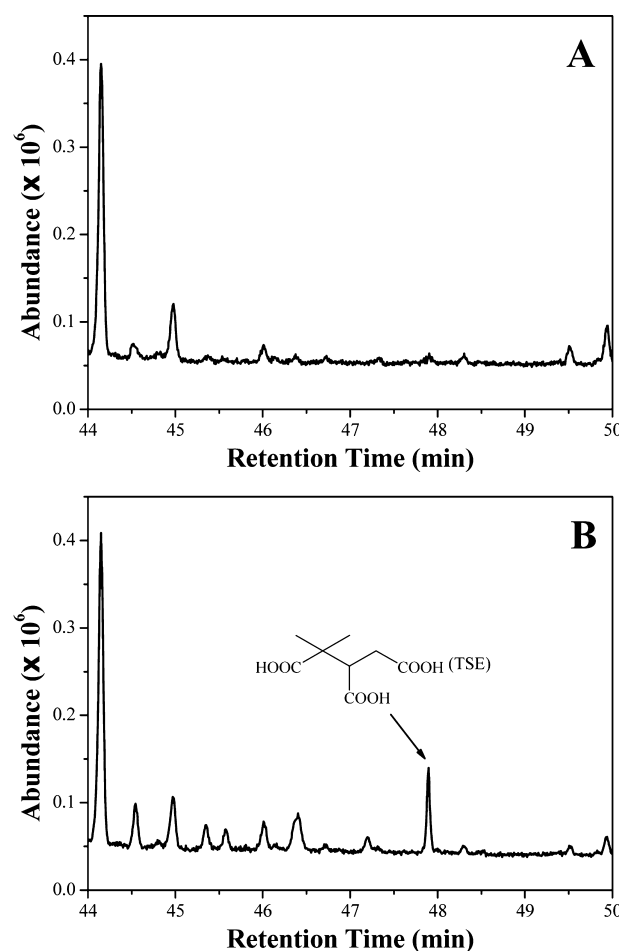 A
0.4
0.3
0.2
0.1
0.0
Abundance (x 10⁶)
44 45 46 47 48 49 50
Retention Time (min)
B
0.4
0.3
0.2
0.1
0.0
Abundance (x 10⁶)
HOOC COOH (TSE)
COOH
44 45 46 47 48 49 50
Retention Time (min)